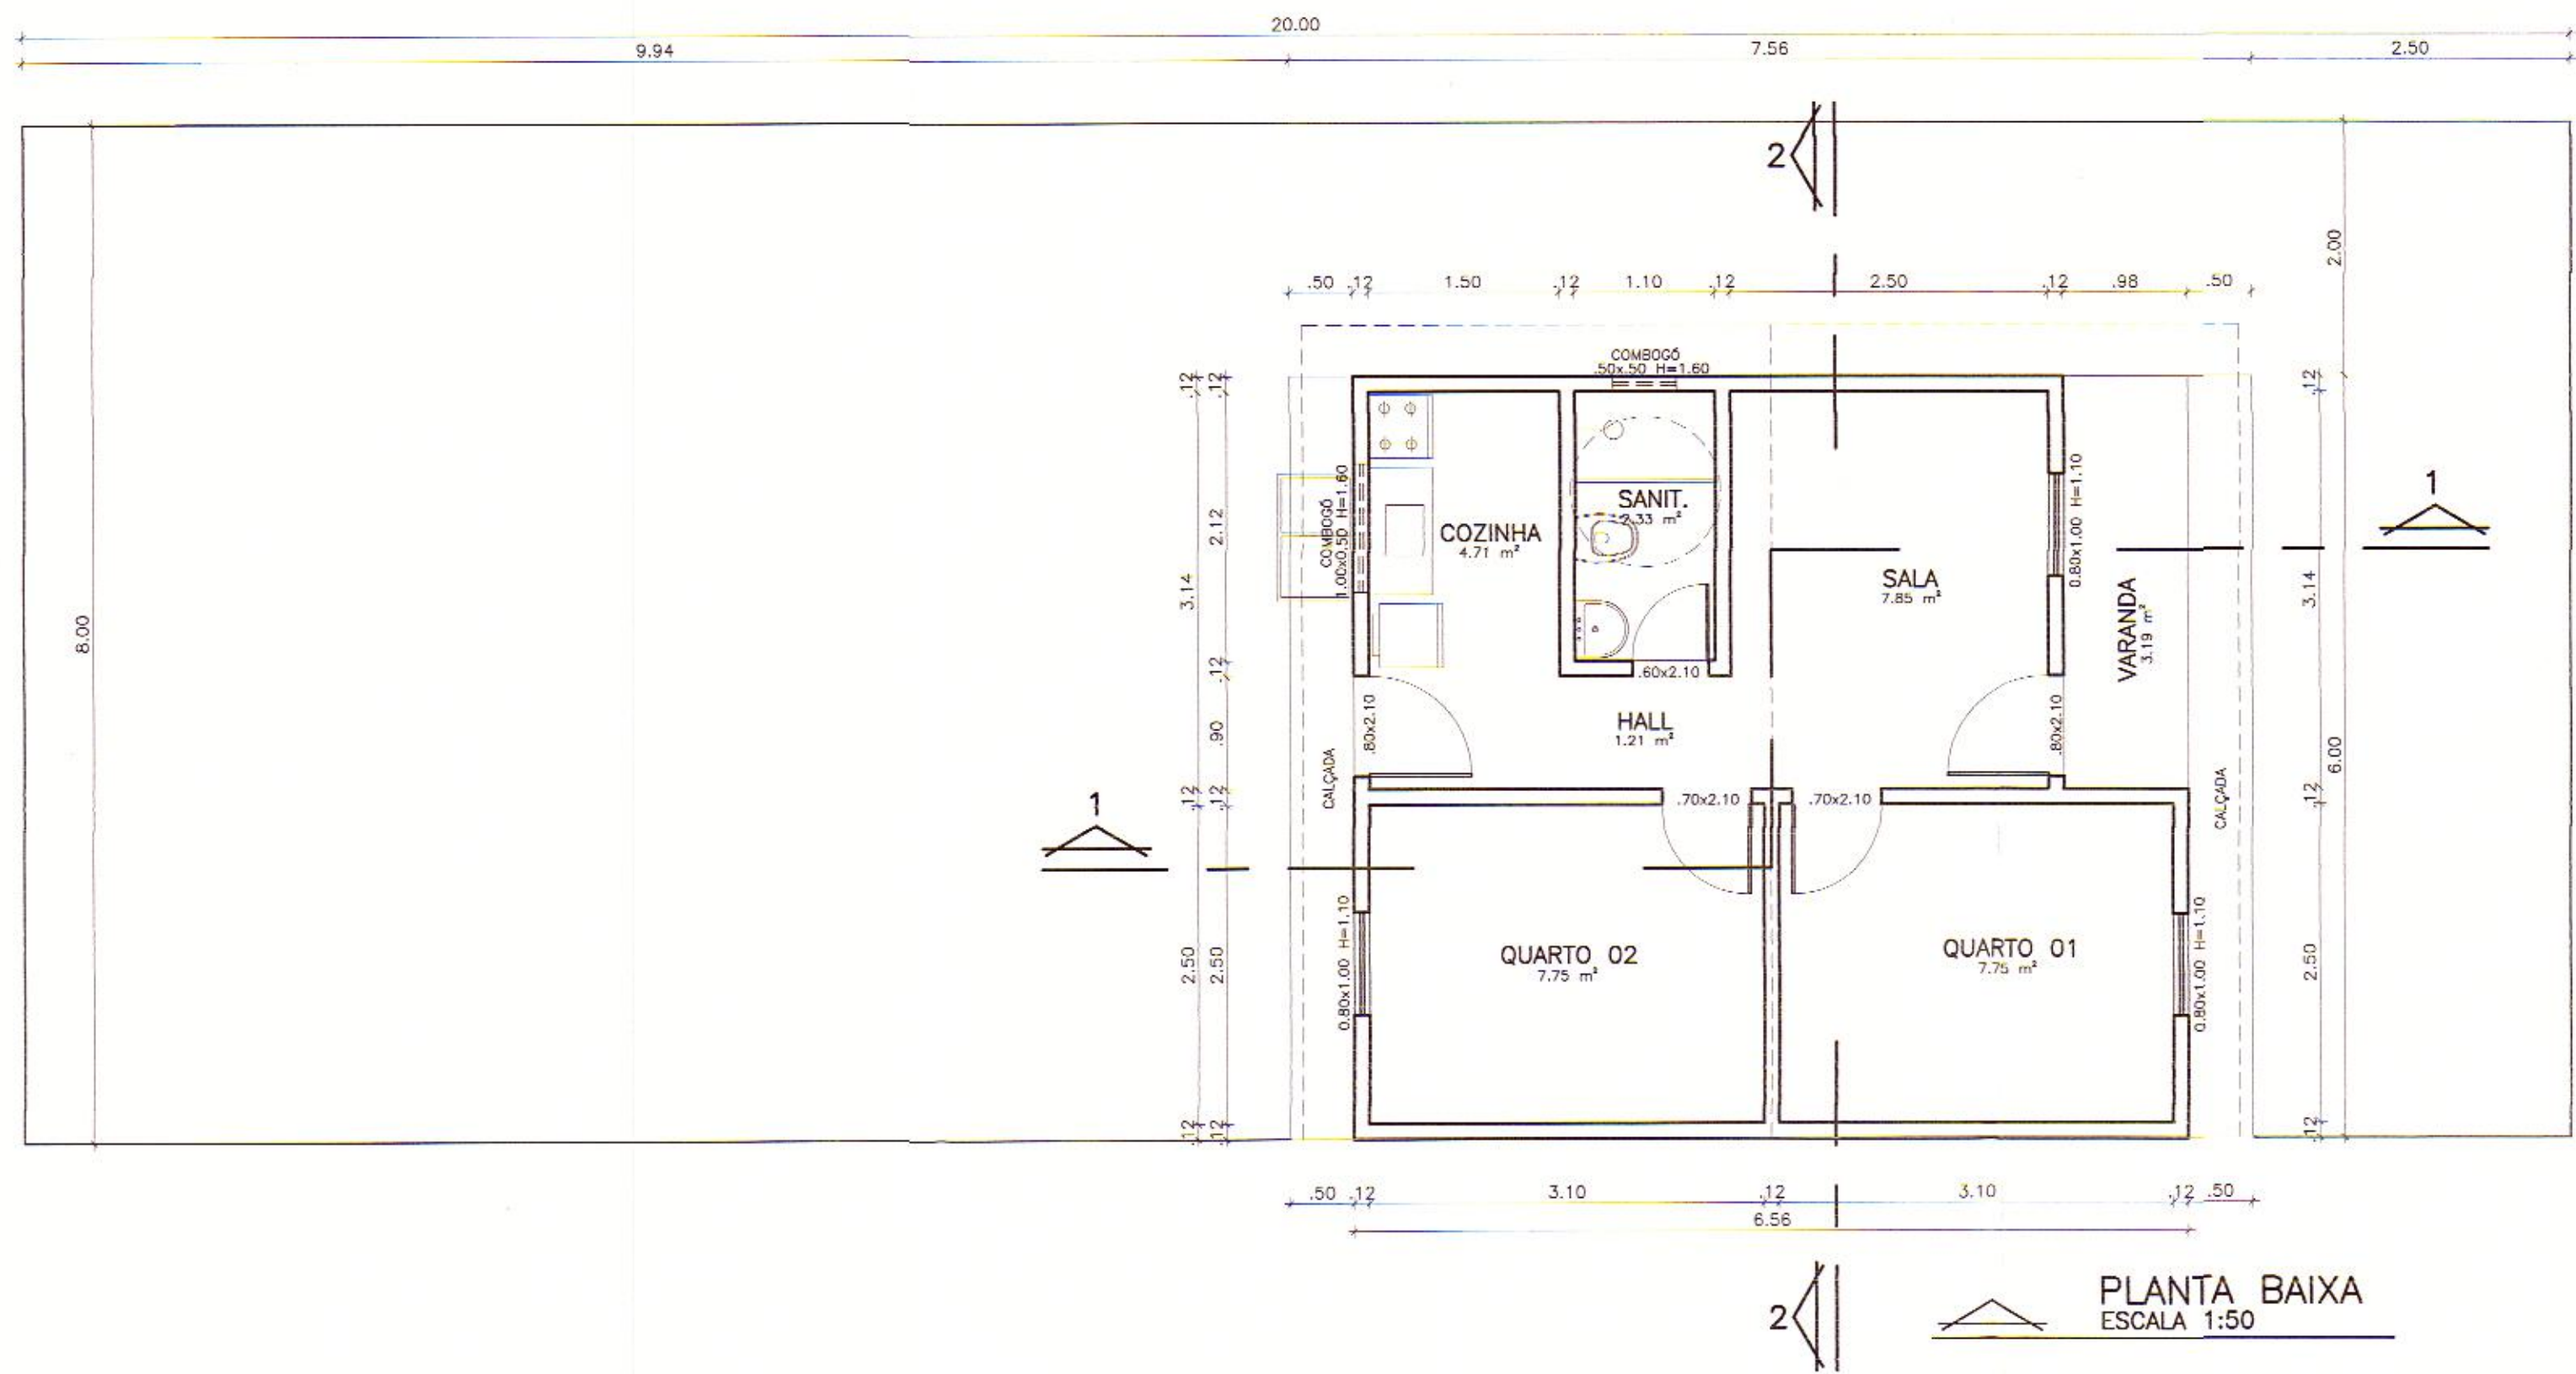 20.00
9.94 7.56 2.50
2
2.00
.50 .12 1.50 .12 1.10 .12 2.50 .12 .98 .50
COMBOGÓ
.50x.50 H=1.60
.12 .12 .12
COMBOGÓ
1.00x0.50 H=1.60
COZINHA
4.71 m²
SANIT.
2.33 m²
SALA
7.85 m²
0.80x1.00 H=1.10
VARANDA
3.19 m²
1
2.12
3.14
3.14
8.00
.12
.60x2.10
HALL
1.21 m²
.80x2.10
.80x2.10
.90
6.00
CALÇADA
CALÇADA
1
.12 .12 .12
.70x2.10 .70x2.10
QUARTO 02
7.75 m²
QUARTO 01
7.75 m²
0.80x1.00 H=1.10
0.80x1.00 H=1.10
2.50 2.50 2.50
.12 .12 .12
.50 .12 3.10 .12 3.10 .12 .50
6.56
2
PLANTA BAIXA
ESCALA 1:50